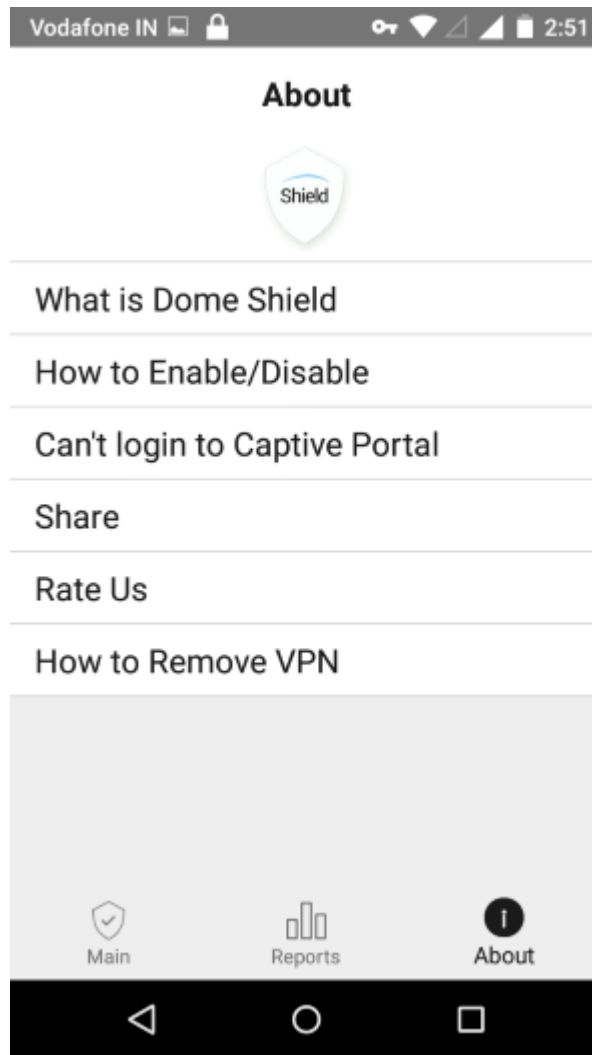 Vodafone IN 2:51
About
Shield
What is Dome Shield
How to Enable/Disable
Can't login to Captive Portal
Share
Rate Us
How to Remove VPN
Main Reports About